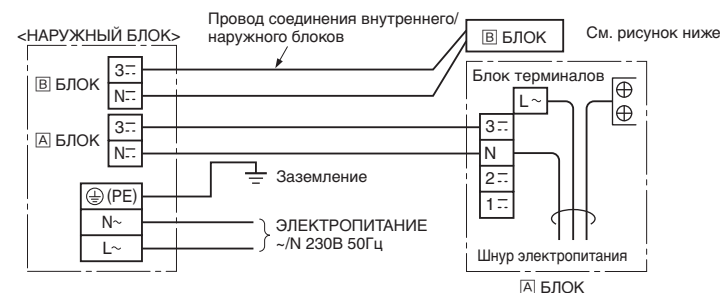 Провод соединения внутреннего/
наружного блоков
<НАРУЖНЫЙ БЛОК>
B БЛОК
См. рисунок ниже
Блок терминалов
B БЛОК
3⎓
N⎓
A БЛОК
3⎓
N⎓
L~
3⎓
N
2⎓
1⎓
(PE)
Заземление
N~
L~
ЭЛЕКТРОПИТАНИЕ
~/N 230В 50Гц
Шнур электропитания
A БЛОК